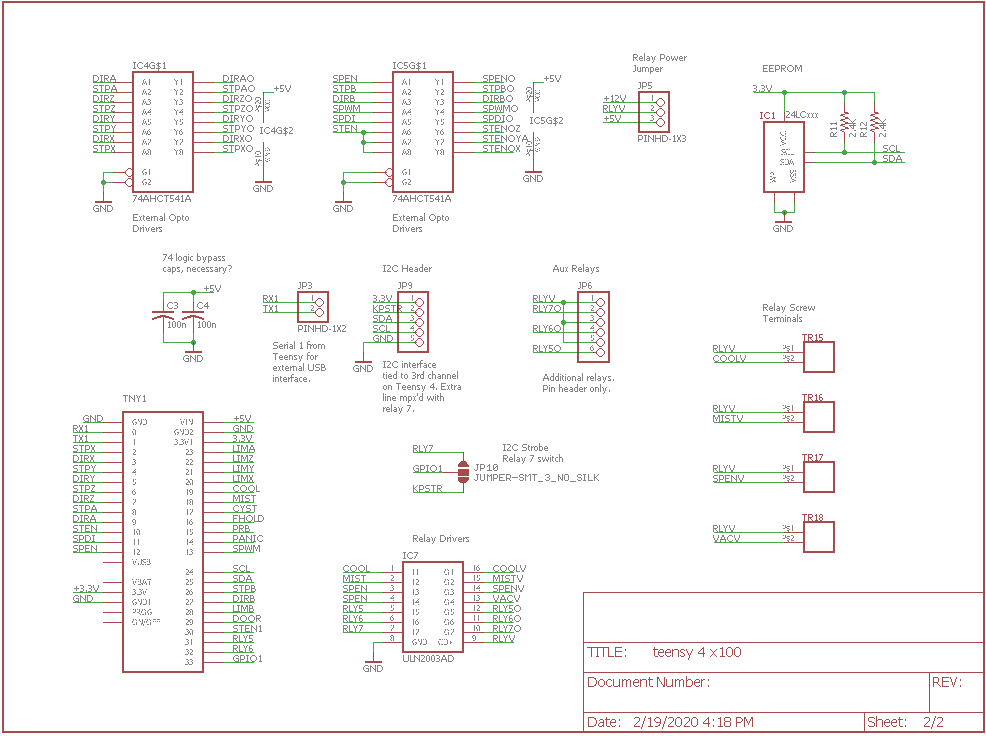 IC4G$1
DIRA A1 Y1 DIRAO
STPA A2 Y2 STPAO
DIRZ A3 Y3 DIRZO
STPZ A4 Y4 STPZO
DIRY A5 Y5 DIRYO
STPY A6 Y6 STPYO
DIRX A7 Y7 DIRXO
STPX A8 Y8 STPXO
G1
G2
GND
74AHCT541A
+5V
VCC
IC4G$2
GND
GND
External Opto
Drivers
IC5G$1
SPEN A1 Y1 SPENO
STPB A2 Y2 STPBO
DIRB A3 Y3 DIRBO
SPWM A4 Y4 SPWMO
SPDI A5 Y5 SPDIO
STEN A6 Y6 STENOZ
A7 Y7 STENOYA
A8 Y8 STENOX
G1
G2
GND
74AHCT541A
+5V
VCC
IC5G$2
GND
GND
External Opto
Drivers
Relay Power
Jumper
JP5
+12V 1
RLYV 2
+5V 3
PINHD-1X3
EEPROM
3.3V
IC1 24LCxxx
VCC
SCL
SDA
WP
VSS
R11
2.4K
R12
2.4K
SCL
SDA
GND
74 logic bypass
caps, necessary?
+5V
C3
100n
C4
100n
GND
JP3
RX1 1
TX1 2
PINHD-1X2
Serial 1 from
Teensy for
external USB
interface.
I2C Header
JP9
3.3V 1
KPSTR 2
SDA 3
SCL 4
GND 5
GND
I2C interface
tied to 3rd channel
on Teensy 4. Extra
line mpx'd with
relay 7.
Aux Relays
JP6
RLYV 1
RLY7O 2
3
RLY6O 4
5
RLY5O 6
Additional relays.
Pin header only.
Relay Screw
Terminals
TR15
RLYV
COOLV
TR16
RLYV
MISTV
TR17
RLYV
SPENV
TR18
RLYV
VACV
TNY1
GND GND VIN +5V
RX1 0 GND2 GND
TX1 1 3.3V1 3.3V
STPX 2 23 LIMA
DIRX 3 22 LIMZ
STPY 4 21 LIMY
DIRY 5 20 LIMX
STPZ 6 19 COOL
DIRZ 7 18 MIST
STPA 8 17 CYST
DIRA 9 16 FHOLD
STEN 10 15 PRB
SPDI 11 14 PANIC
SPEN 12 13 SPWM
VUSB
24 SCL
VBAT 25 SDA
+3.3V 3.3V 26 STPB
GND GND1 27 DIRB
PROG 28 LIMB
ON/OFF 29 DOOR
30 STEN1
31 RLY5
32 RLY6
33 GPIO1
I2C Strobe
Relay 7 switch
RLY7
GPIO1
KPSTR
JP10
JUMPER-SMT_3_NO_SILK
Relay Drivers
IC7
COOL 1 I1 O1 16 COOLV
MIST 2 I2 O2 15 MISTV
SPEN 3 I3 O3 14 SPENV
SPEN 4 I4 O4 13 VACV
RLY5 5 I5 O5 12 RLY5O
RLY6 6 I6 O6 11 RLY6O
RLY7 7 I7 O7 10 RLY7O
8 GND CD+ 9 RLYV
GND
ULN2003AD
TITLE: teensy 4 x100
Document Number:
REV:
Date: 2/19/2020 4:18 PM
Sheet: 2/2